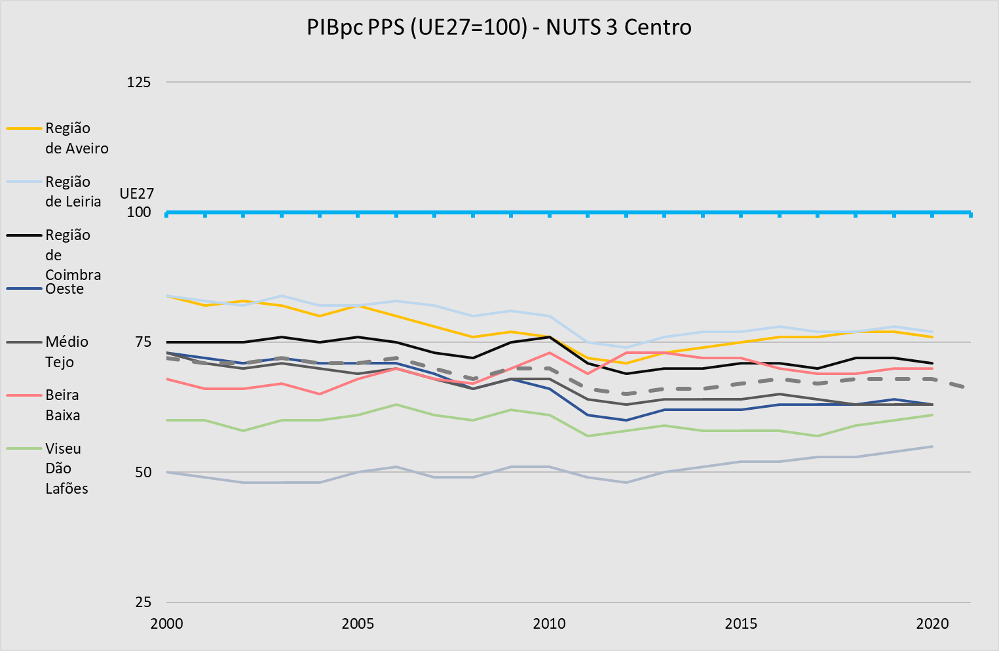 PIBpc PPS (UE27=100) - NUTS 3 Centro
125
Região
de Aveiro
Região
de Leiria
UE27
100
Região
de
Coimbra
Oeste
75
Médio
Tejo
Beira
Baixa
Viseu
Dão
Lafões
50
25
2000 2005 2010 2015 2020